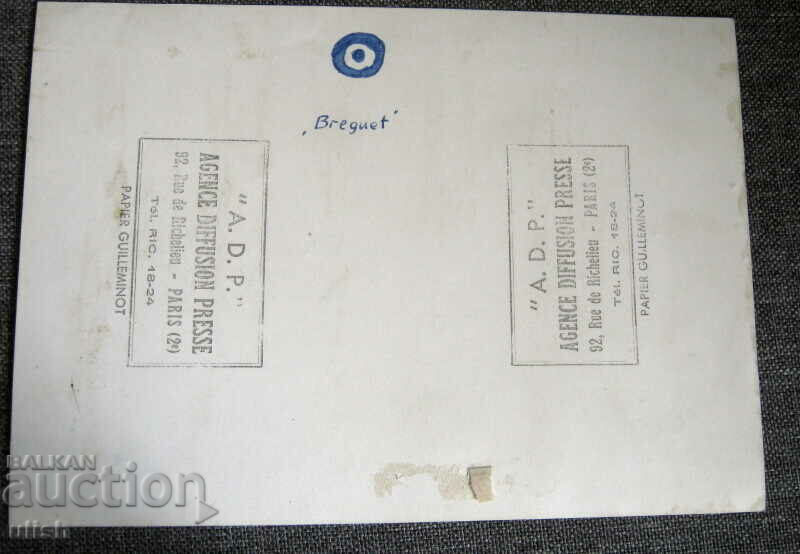 „Breguet"
"A. D. P."
AGENCE DIFFUSION PRESSE
92, Rue de Richelieu - PARIS (2e)
Tél. RIC. 18-24
PAPIER GUILLEMINOT
"A. D. P."
AGENCE DIFFUSION PRESSE
92, Rue de Richelieu - PARIS (2e)
Tél. RIC. 18-24
PAPIER GUILLEMINOT
BALKAN
auction
ulish